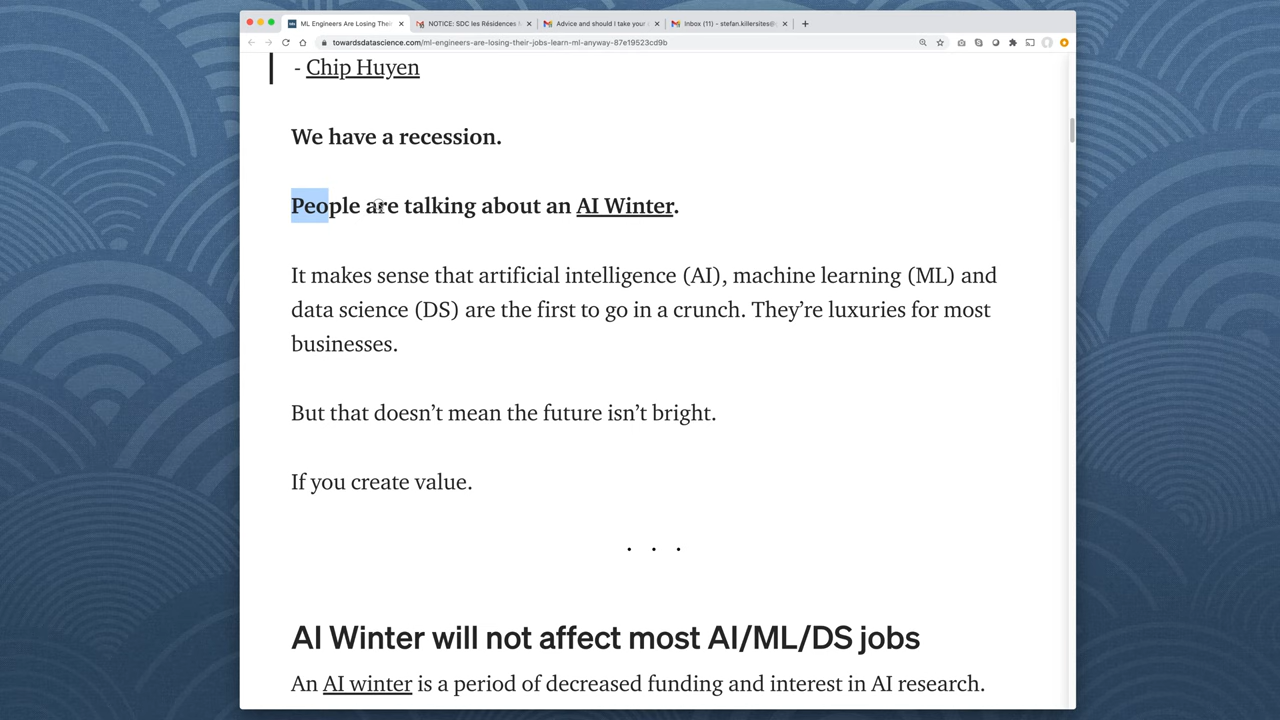 ML Engineers Are Losing Their
NOTICE: SDC les Résidences
Advice and should I take your
Inbox (11) - stefan.killersites@
towardsdatascience.com/ml-engineers-are-losing-their-jobs-learn-ml-anyway-87e19523cd9b
- Chip Huyen
We have a recession.
People are talking about an AI Winter.
It makes sense that artificial intelligence (AI), machine learning (ML) and
data science (DS) are the first to go in a crunch. They’re luxuries for most
businesses.
But that doesn’t mean the future isn’t bright.
If you create value.
. . .
AI Winter will not affect most AI/ML/DS jobs
An AI winter is a period of decreased funding and interest in AI research.